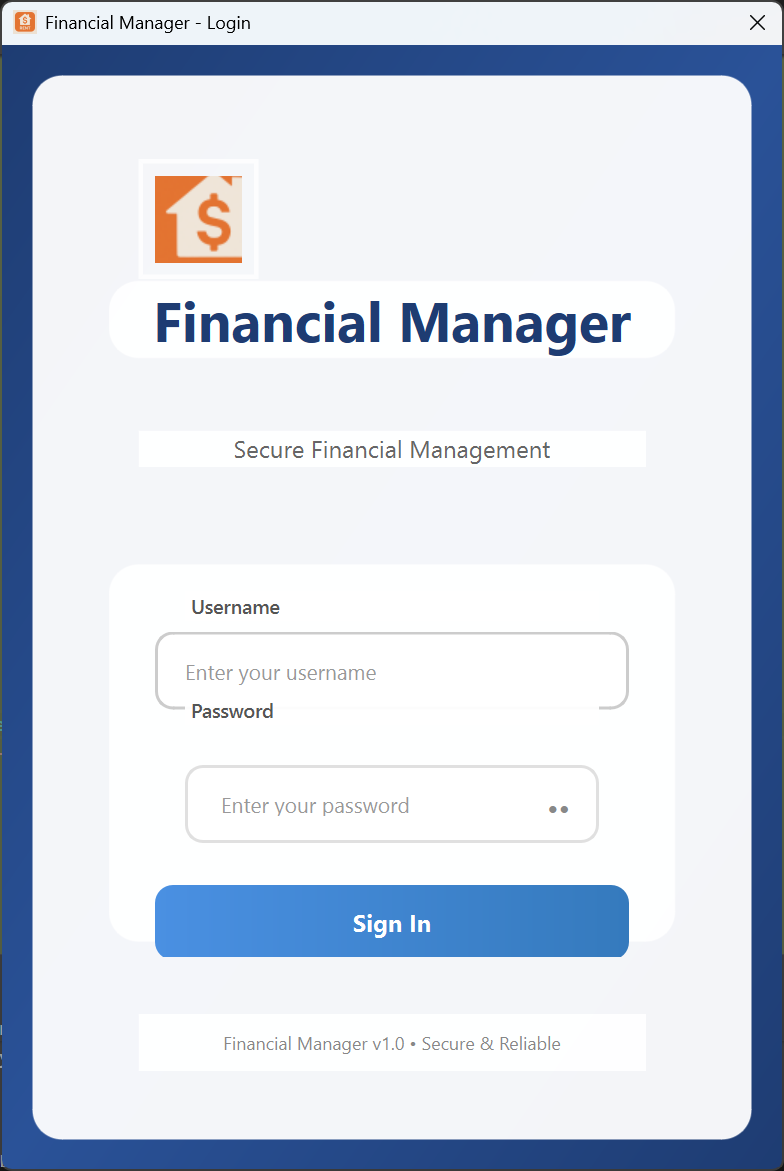 Financial Manager - Login
$
Financial Manager
Secure Financial Management
Username
Enter your username
Password
Enter your password
Sign In
Financial Manager v1.0 • Secure & Reliable